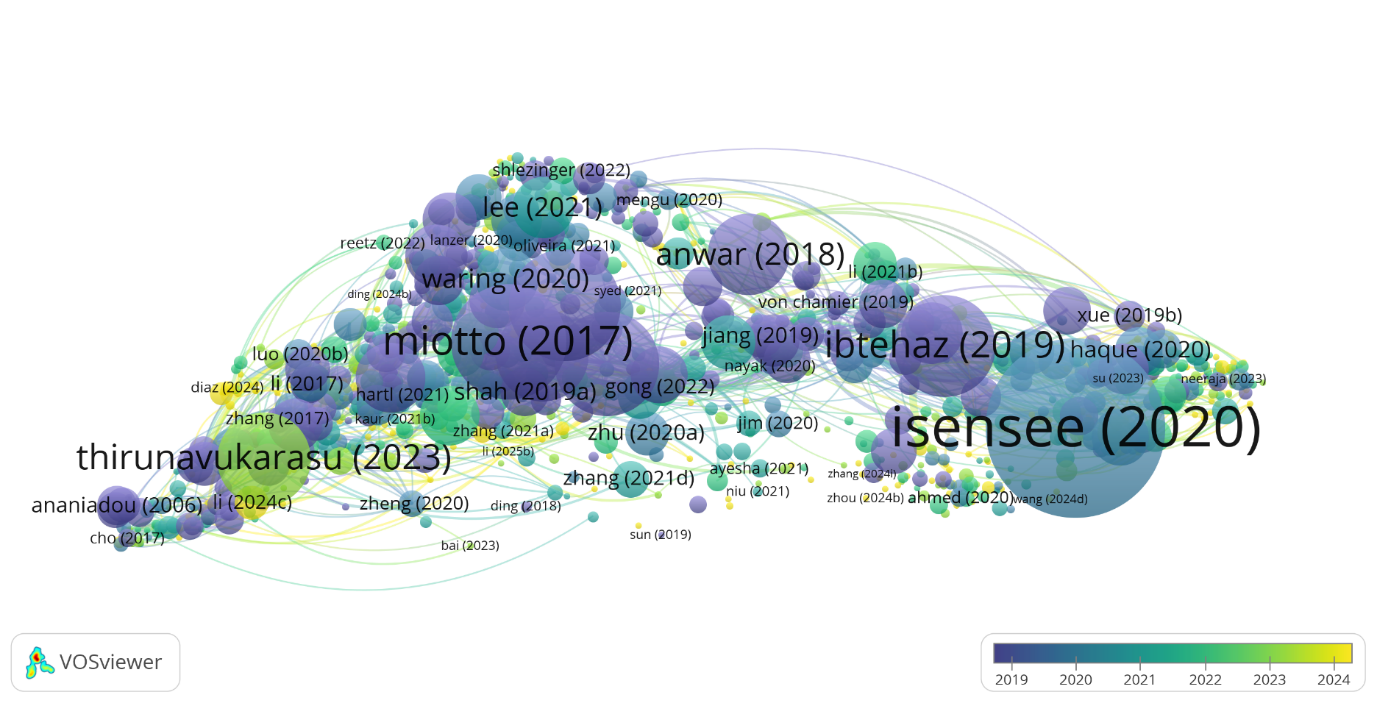 shlezinger (2022)
lee (2021)
mengu (2020)
reetz (2022)
lanzer (2020)
oliveira (2021)
anwar (2018)
li (2021b)
waring (2020)
ding (2024b)
syed (2021)
von chamier (2019)
xue (2019b)
miotto (2017)
jiang (2019)
ibtehaz (2019)
haque (2020)
luo (2020b)
nayak (2020)
su (2023)
neeraja (2023)
diaz (2024)
li (2017)
hartl (2021)
shah (2019a)
gong (2022)
zhang (2017)
kaur (2021b)
zhang (2021a)
zhu (2020a)
jim (2020)
isensee (2020)
li (2025b)
thirunavukarasu (2023)
zhang (2021d)
ayesha (2021)
zhang (2024i)
niu (2021)
zhou (2024b)
ahmed (2020)
wang (2024d)
ananiadou (2006)
li (2024c)
zheng (2020)
ding (2018)
cho (2017)
bai (2023)
sun (2019)
VOSviewer
2019 2020 2021 2022 2023 2024